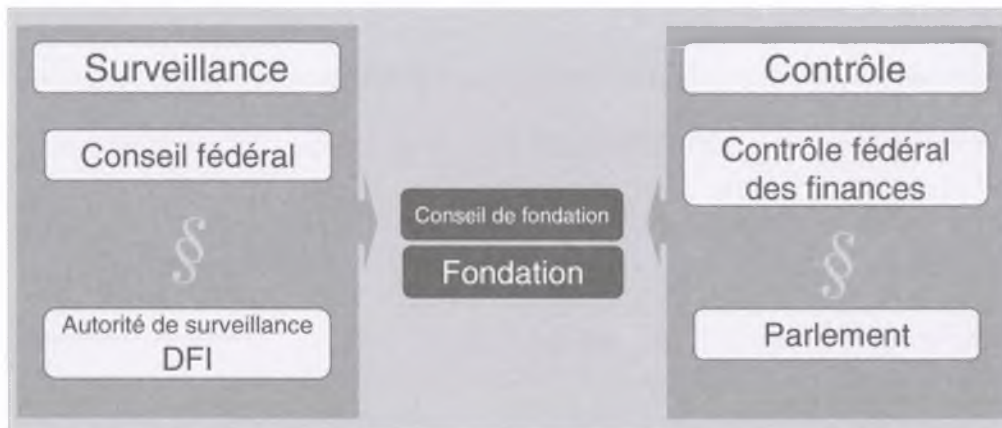 Surveillance
Conseil fédéral
§
Autorité de surveillance
DFI
Conseil de fondation
Fondation
Contrôle
Contrôle fédéral
des finances
§
Parlement